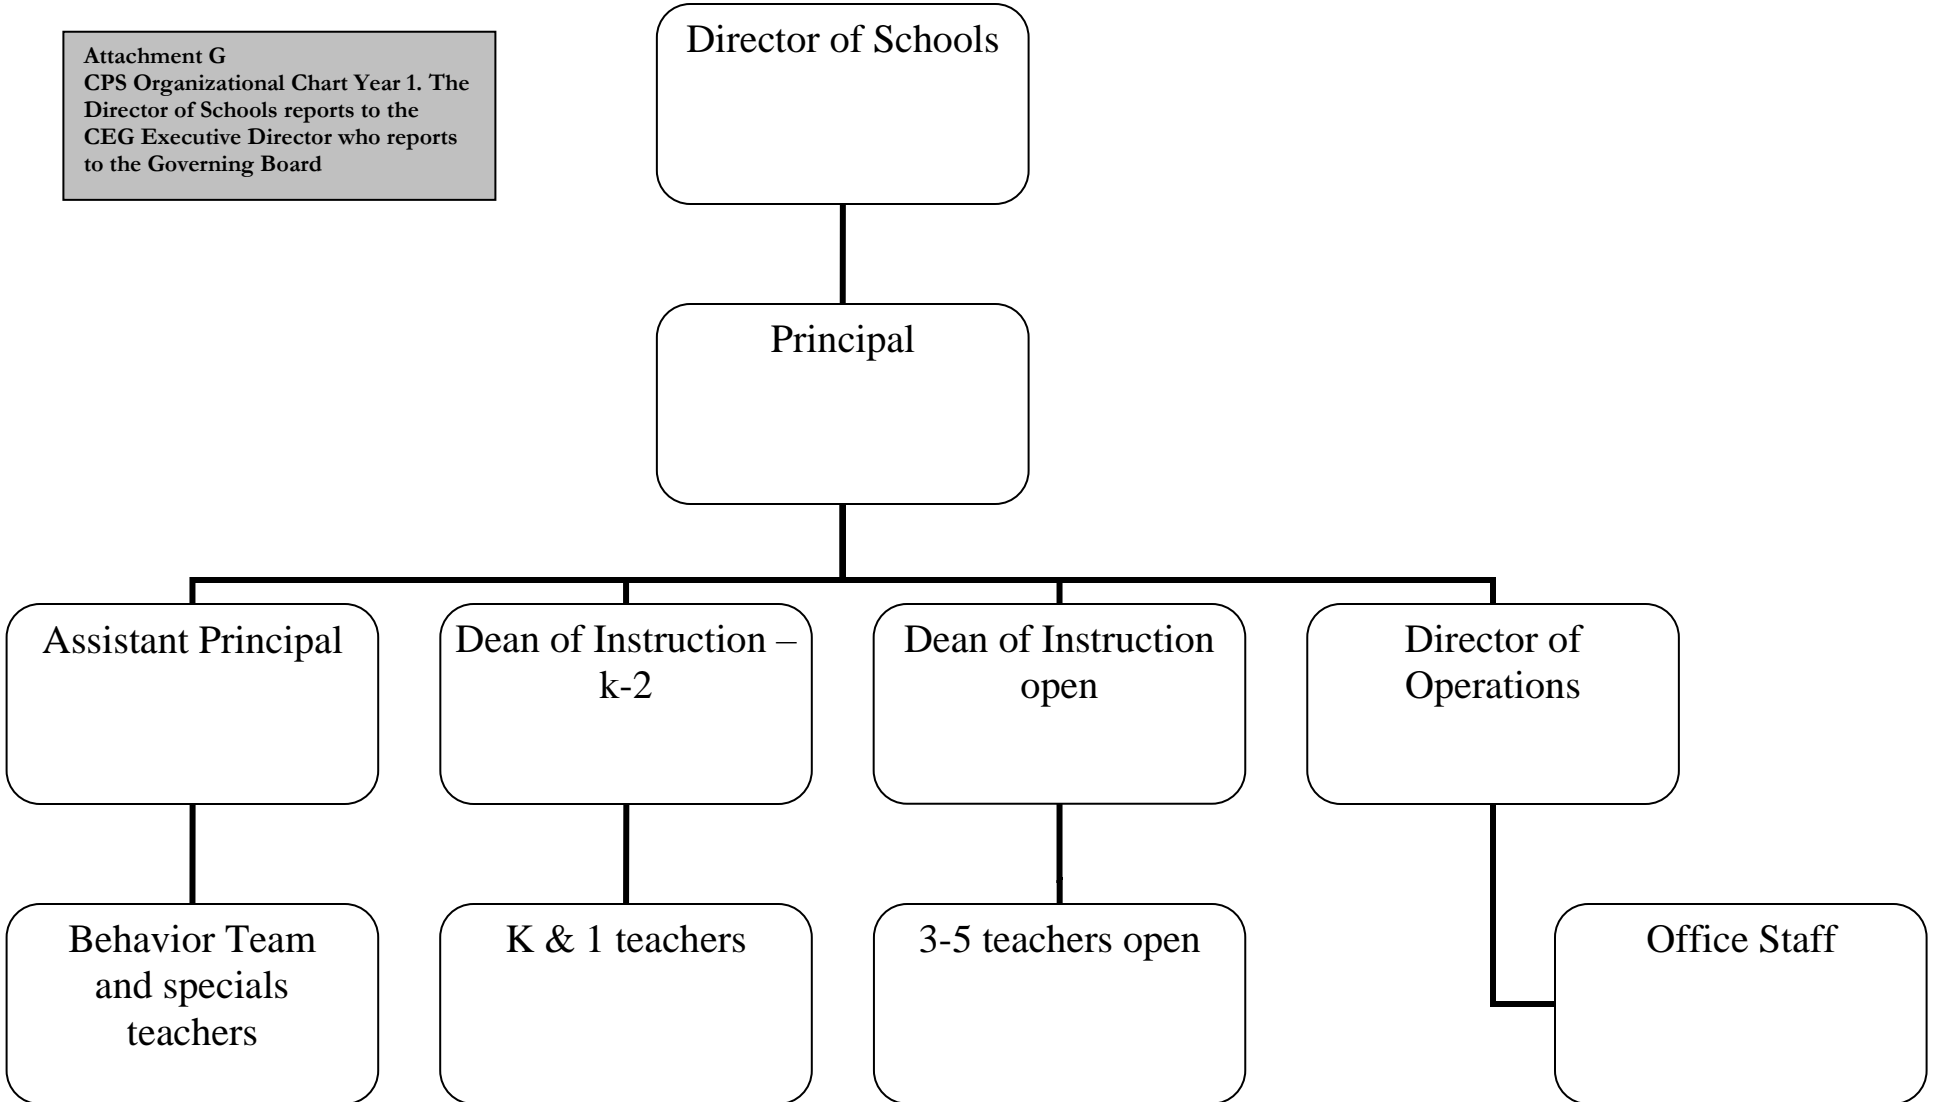 Attachment G
CPS Organizational Chart Year 1. The
Director of Schools reports to the
CEG Executive Director who reports
to the Governing Board
Director of Schools
Principal
Assistant Principal
Dean of Instruction –
k-2
Dean of Instruction
open
Director of
Operations
Behavior Team
and specials
teachers
K & 1 teachers
3-5 teachers open
Office Staff